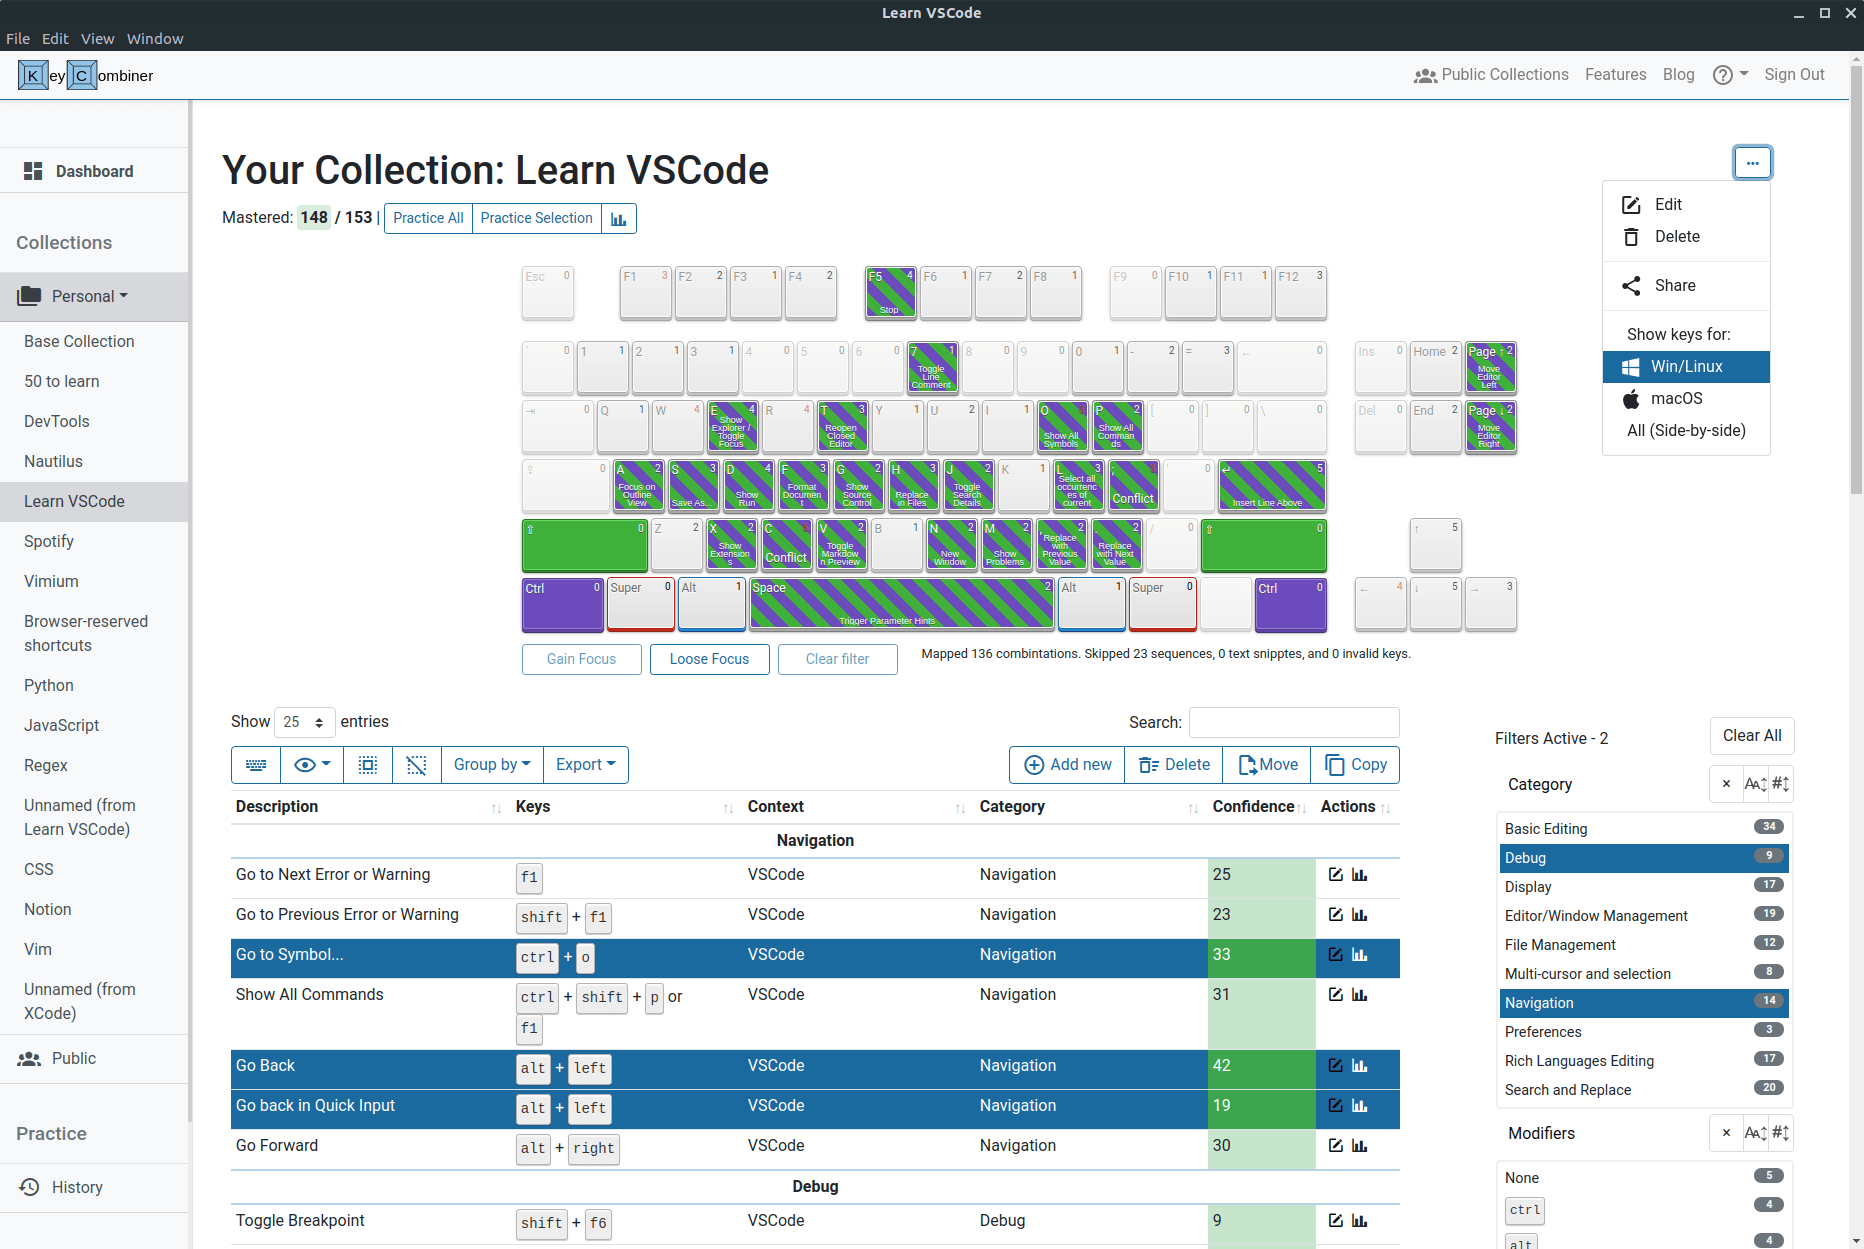 Learn VSCode
File Edit View Window
KeyCombiner
Public Collections Features Blog Sign Out
Dashboard
Collections
Personal
Base Collection
50 to learn
DevTools
Nautilus
Learn VSCode
Spotify
Vimium
Browser-reserved
shortcuts
Python
JavaScript
Regex
Unnamed (from
Learn VSCode)
CSS
Notion
Vim
Unnamed (from
XCode)
Public
Practice
History
Your Collection: Learn VSCode
Mastered: 148 / 153 | Practice All Practice Selection
...
Edit
Delete
Share
Show keys for:
Win/Linux
macOS
All (Side-by-side)
Esc 0 F1 3 F2 2 F3 1 F4 2 F5 4 Stop F6 1 F7 2 F8 1 F9 0 F10 1 F11 1 F12 3
` 0 1 1 2 1 3 1 4 0 5 0 6 0 7 1 Toggle Line Comment 8 0 9 0 0 1 - 2 = 3 ← 0 Ins 0 Home 2 Page ↑ 2 Move Editor Left
⇥ 0 Q 1 W 4 E 4 Show Explorer / Toggle Focus R 4 T 3 Reopen Closed Editor Y 1 U 2 I 1 O Show All Symbols P 2 Show All Commands [ 0 ] 0 \ 0 Del 0 End 2 Page ↓ 2 Move Editor Right
⇪ 0 A 2 Focus on Outline View S 3 Save As... D 4 Show Run F 3 Format Document G 2 Show Source Control H 3 Replace in Files J 2 Toggle Search Details K 1 L 3 Select all occurrences of current ; Conflict ' 0 ↵ 5 Insert Line Above
⇧ 0 Z 2 X 2 Show Extensions C Conflict V 2 Toggle Markdown Preview B 1 N 2 New Window M 2 Show Problems , 2 Replace with Previous Value . 2 Replace with Next Value / 0 ⇧ 0 ↑ 5
Ctrl 0 Super 0 Alt 1 Space 2 Trigger Parameter Hints Alt 1 Super 0 Ctrl 0 ← 4 ↓ 5 → 3
Gain Focus Loose Focus Clear filter Mapped 136 combintations. Skipped 23 sequences, 0 text snipptes, and 0 invalid keys.
Show 25 entries Search:
Group by Export Add new Delete Move Copy
Description Keys Context Category Confidence Actions
Navigation
Go to Next Error or Warning f1 VSCode Navigation 25
Go to Previous Error or Warning shift + f1 VSCode Navigation 23
Go to Symbol... ctrl + o VSCode Navigation 33
Show All Commands ctrl + shift + p or VSCode Navigation 31
f1
Go Back alt + left VSCode Navigation 42
Go back in Quick Input alt + left VSCode Navigation 19
Go Forward alt + right VSCode Navigation 30
Debug
Toggle Breakpoint shift + f6 VSCode Debug 9
Filters Active - 2 Clear All
Category × AA↕ #↕
Basic Editing 34
Debug 9
Display 17
Editor/Window Management 19
File Management 12
Multi-cursor and selection 8
Navigation 14
Preferences 3
Rich Languages Editing 17
Search and Replace 20
Modifiers × AA↕ #↕
None 5
ctrl 4
alt 4